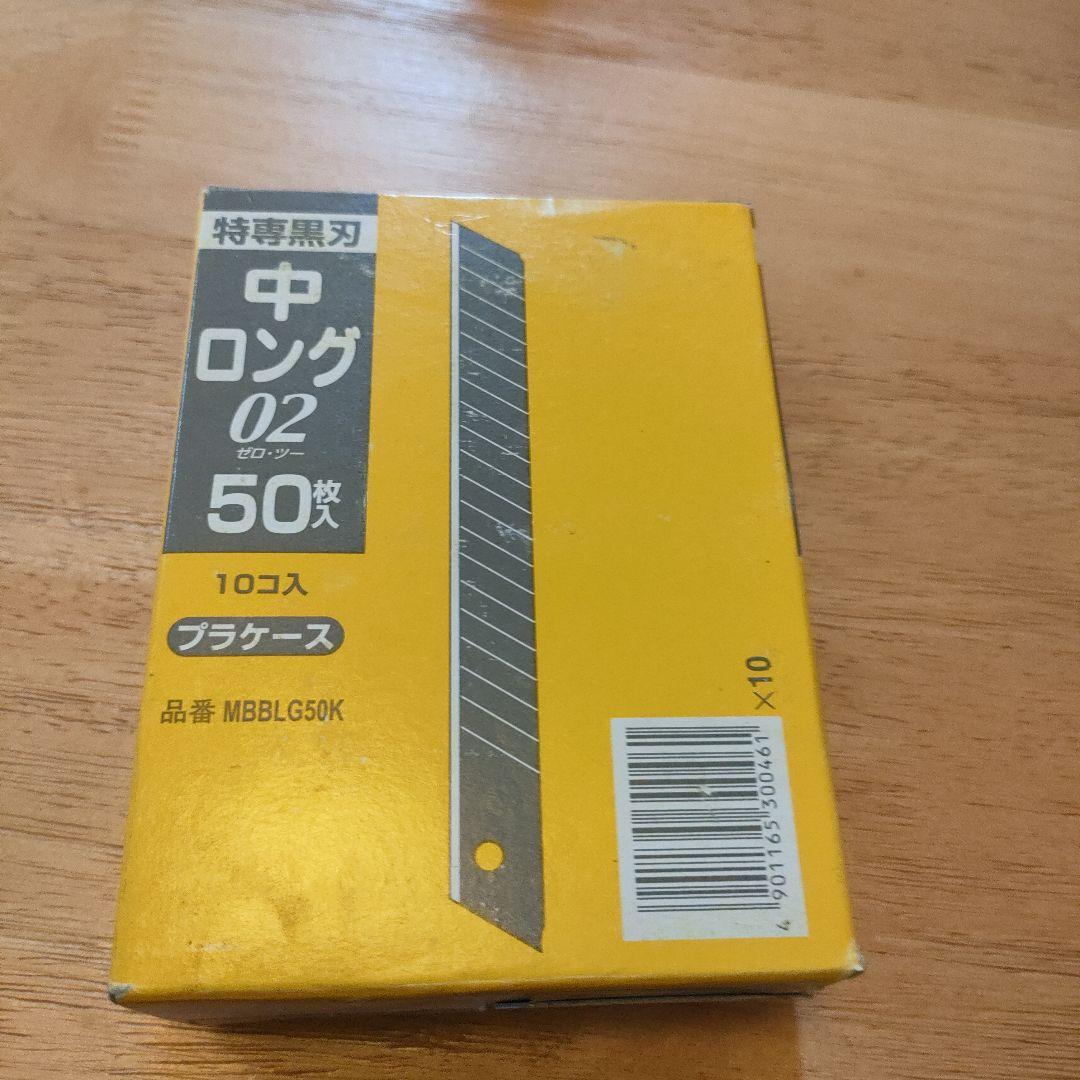 特専黒刃
中
ロング
02
ゼロ・ツー
50枚入
10コ入
プラケース
品番 MBBLG50K
×10
4 901165 300461